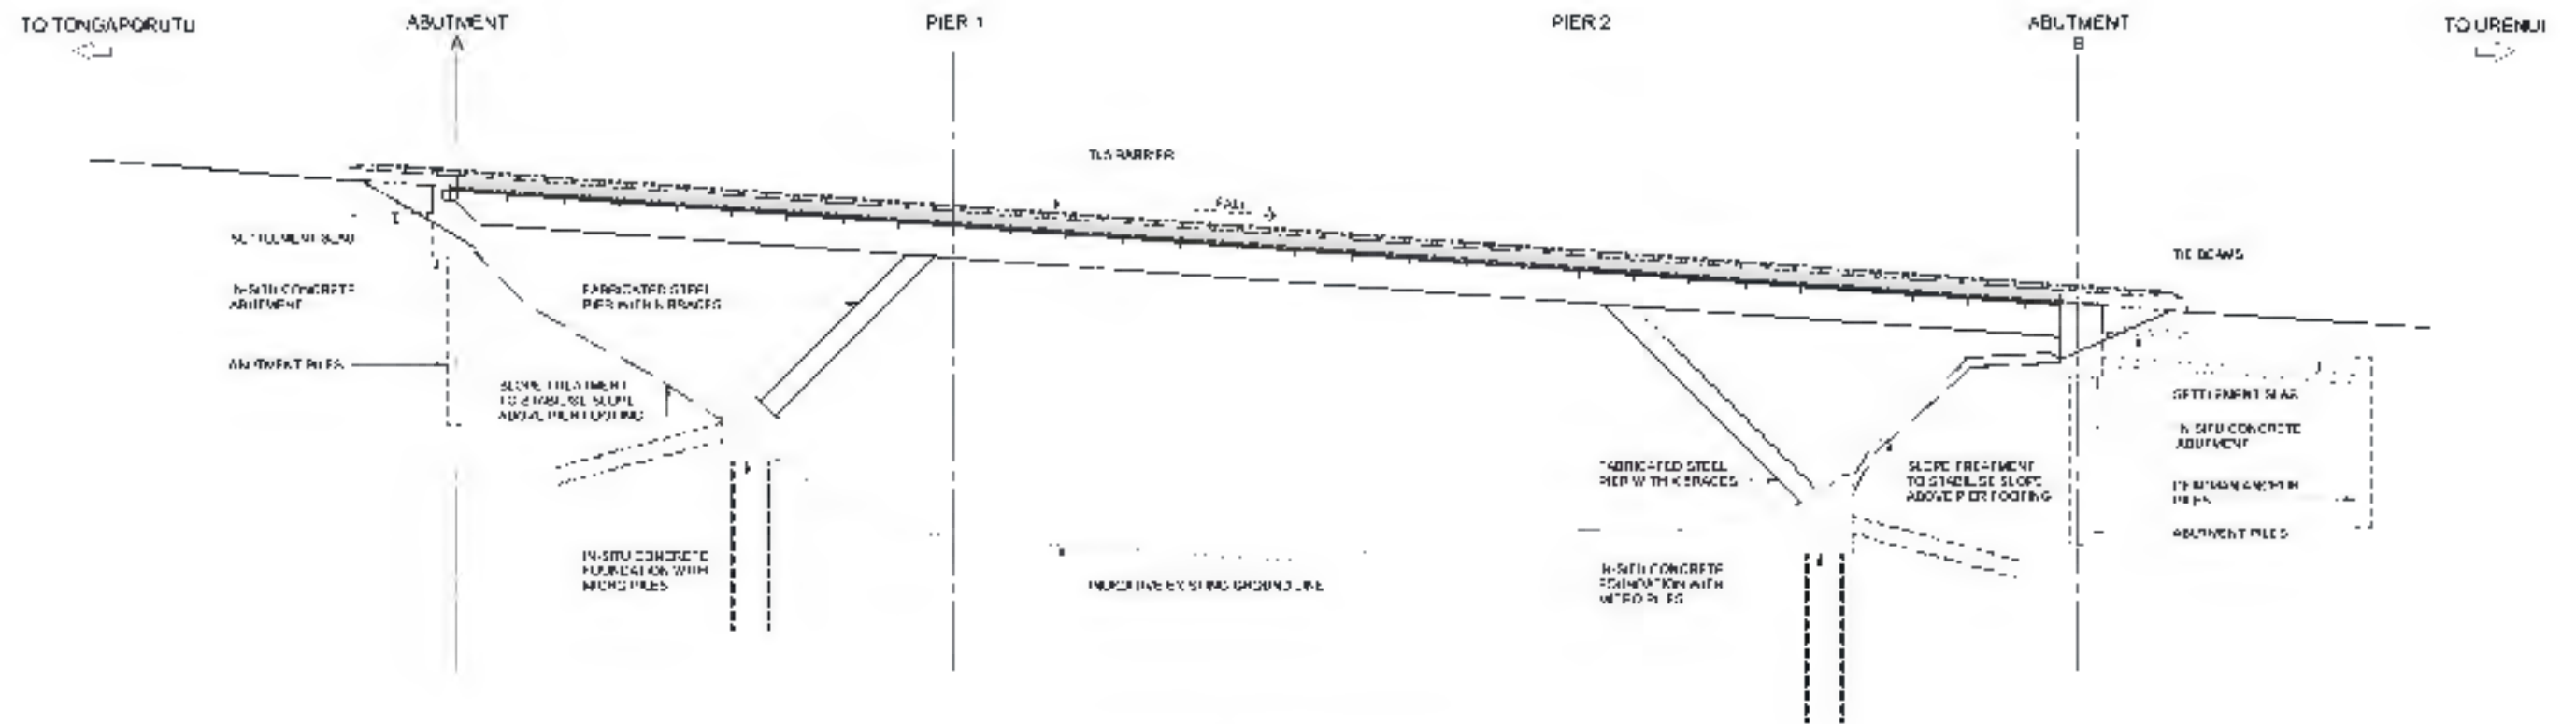 TO TONGAPORUTU
ABUTMENT
A
PIER 1
PIER 2
ABUTMENT
B
TO URENUI
TL5 BARRIER
FALL
SETTLEMENT SLAB
IN-SITU CONCRETE
ABUTMENT
ABUTMENT PILES
FABRICATED STEEL
PIER WITH K BRACES
SLOPE TREATMENT
TO STABILISE SLOPE
ABOVE PIER FOOTING
IN-SITU CONCRETE
FOUNDATION WITH
MICRO PILES
INDICATIVE EXISTING GROUND LINE
FABRICATED STEEL
PIER WITH K BRACES
IN-SITU CONCRETE
FOUNDATION WITH
MICRO PILES
SLOPE TREATMENT
TO STABILISE SLOPE
ABOVE PIER FOOTING
TIE BEAMS
SETTLEMENT SLAB
IN-SITU CONCRETE
ABUTMENT
DEADMAN ANCHOR
PILES
ABUTMENT PILES